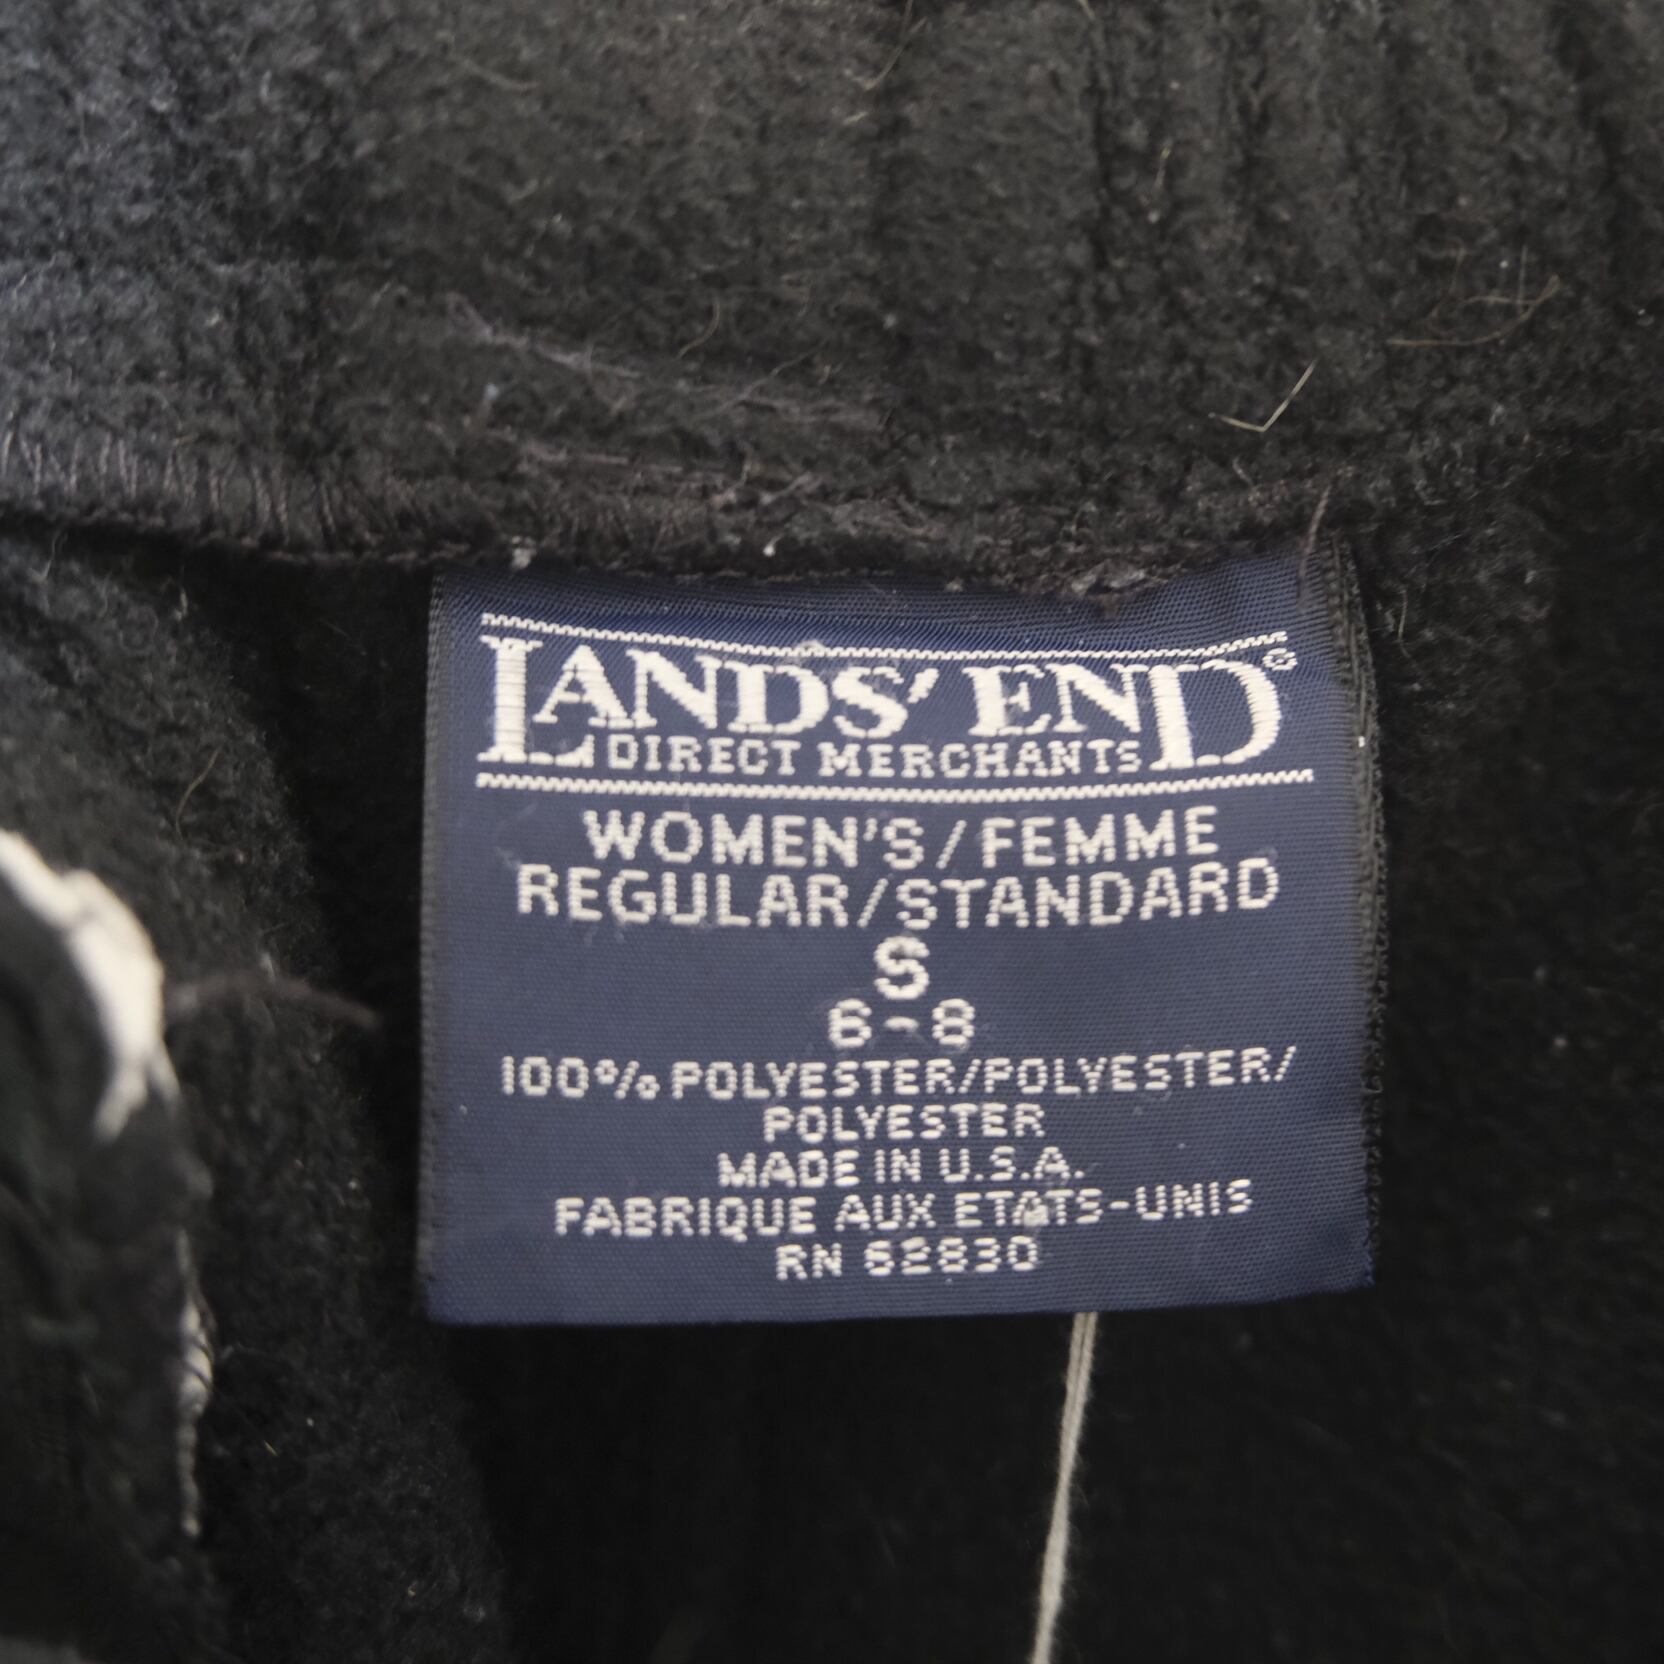 LANDS' END®
DIRECT MERCHANTS
WOMEN'S/FEMME
REGULAR/STANDARD
S
6-8
100% POLYESTER/POLYESTER/
POLYESTER
MADE IN U.S.A.
FABRIQUE AUX ETATS-UNIS
RN 62830